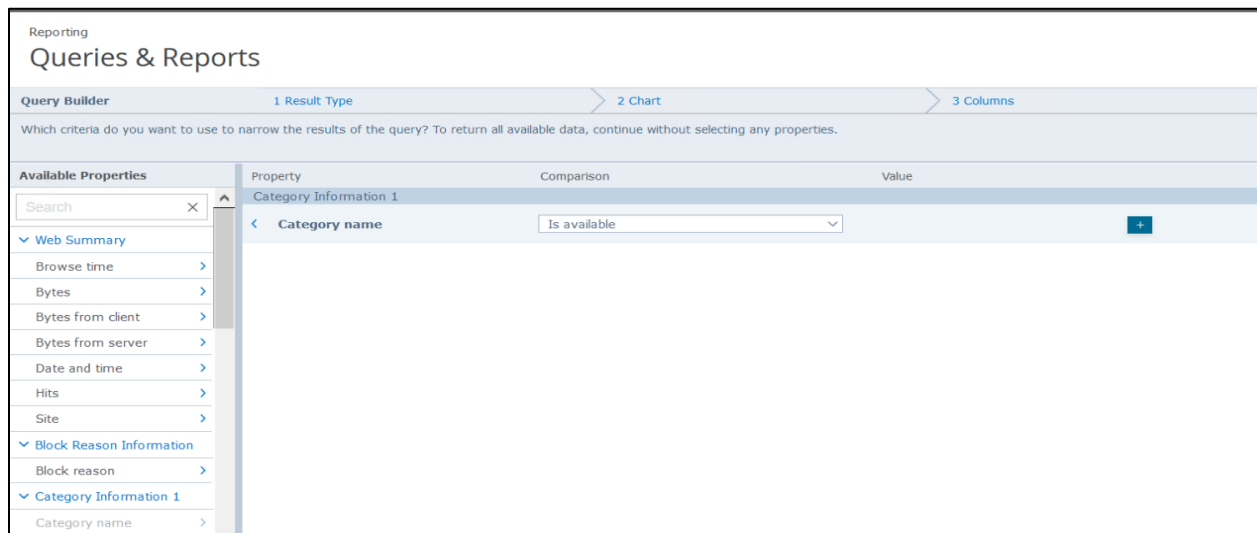 Reporting
Queries & Reports
Query Builder 1 Result Type 2 Chart 3 Columns
Which criteria do you want to use to narrow the results of the query? To return all available data, continue without selecting any properties.
Available Properties Property Comparison Value
Search
Category Information 1
Category name Is available +
Web Summary
Browse time
Bytes
Bytes from client
Bytes from server
Date and time
Hits
Site
Block Reason Information
Block reason
Category Information 1
Category name